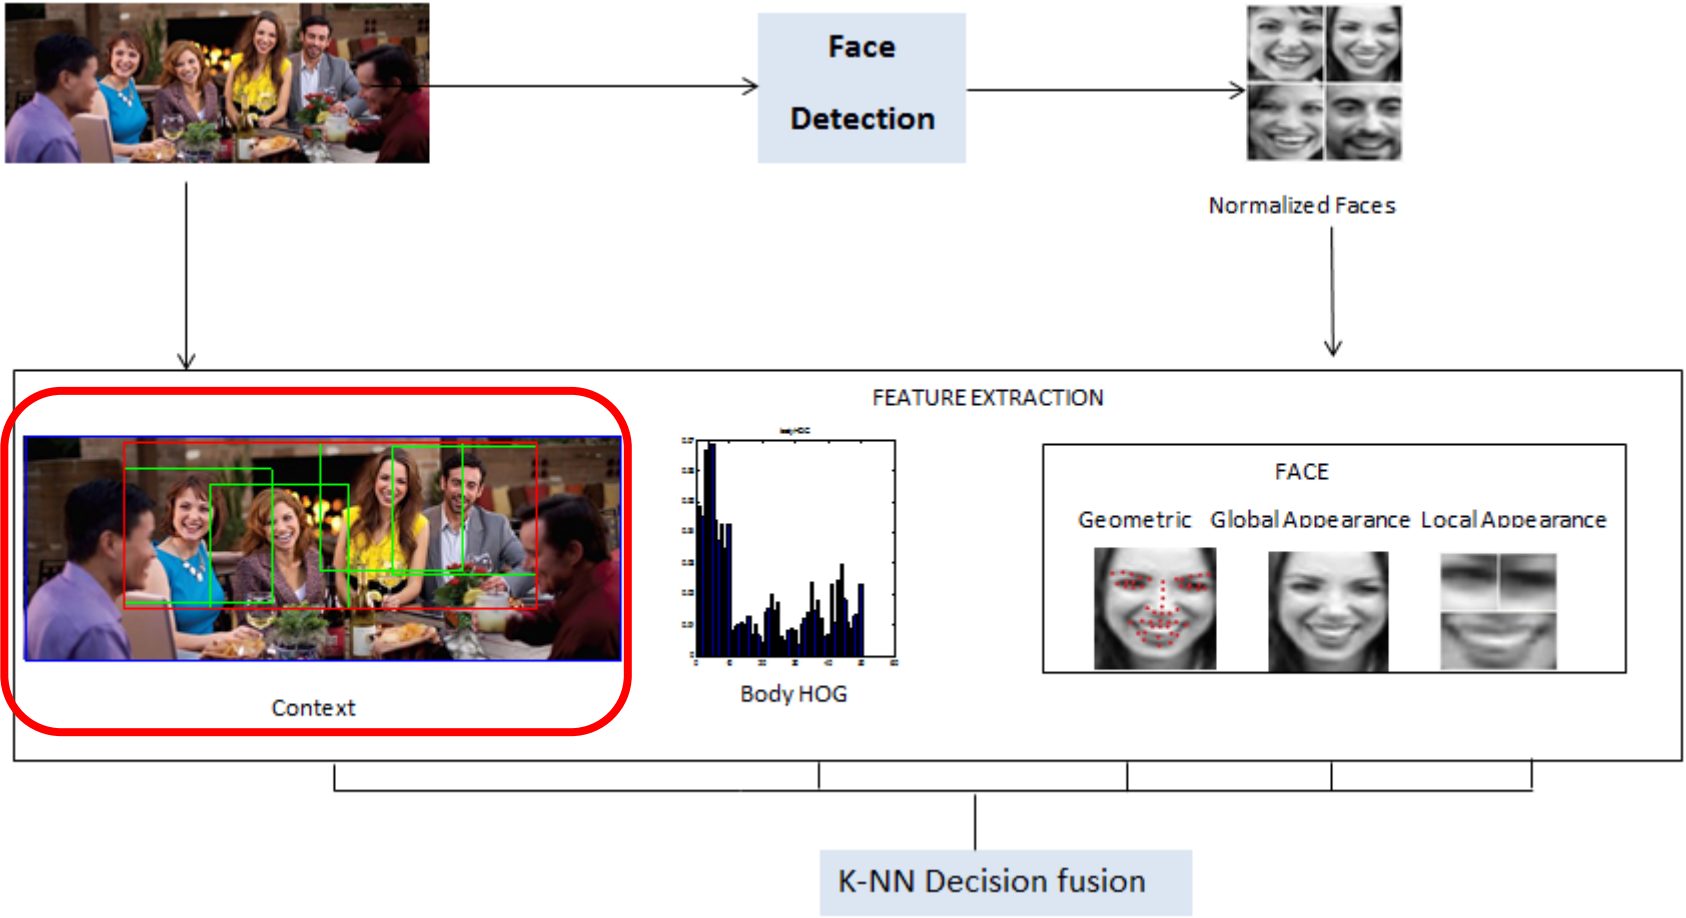 Face
Detection
Normalized Faces
FEATURE EXTRACTION
FACE
Geometric Global Appearance Local Appearance
Context
Body HOG
K-NN Decision fusion